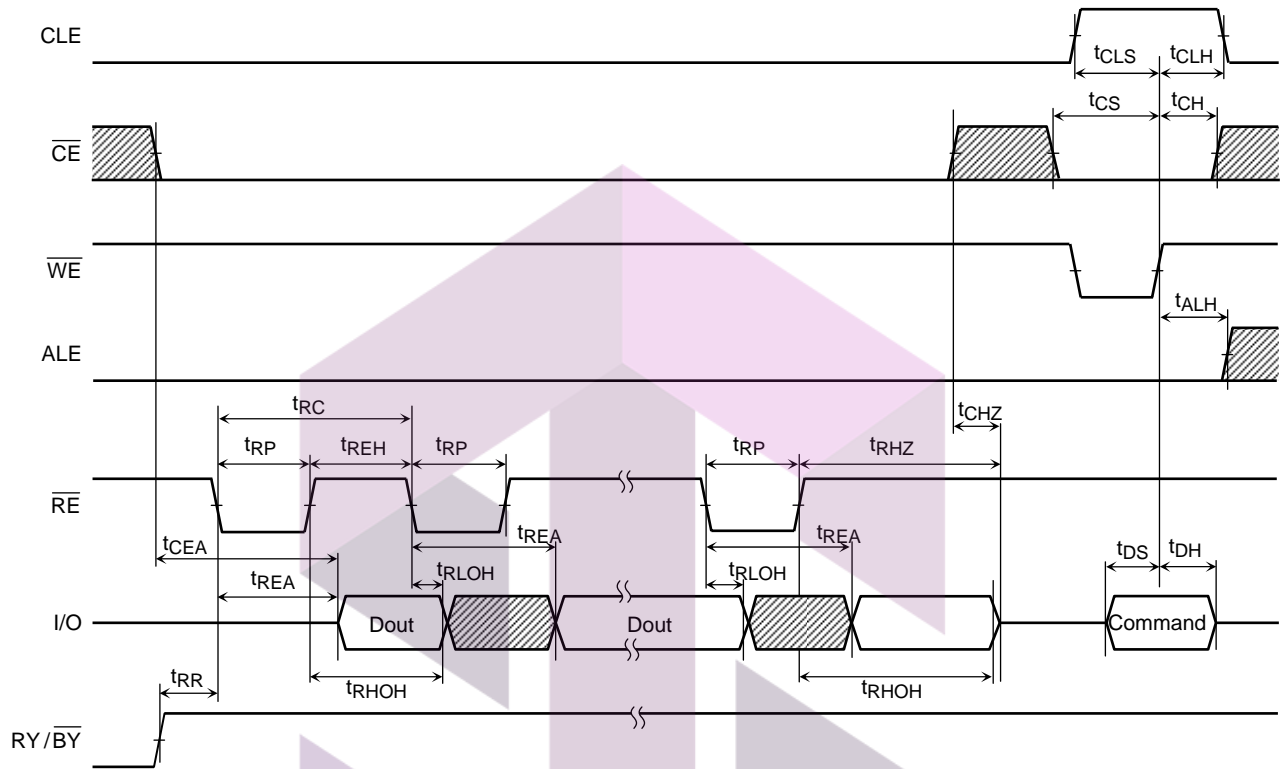 CLE
tCLS tCLH
tCS tCH
CE
WE
tALH
ALE
tRC tCHZ
tRP tREH tRP tRP tRHZ
RE
tCEA tREA tREA
tREA tRLOH tRLOH tDS tDH
I/O Dout Dout Command
tRR tRHOH tRHOH
RY/BY